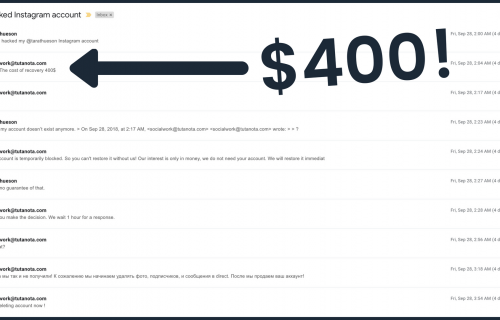 ked Instagram account » Inbox ×
hueson Fri, Sep 28, 2:00 AM (4 d
hacked my @iandhueson Instagram account
work@tutanota.com Fri, Sep 28, 2:04 AM (4 d
The cost of recovery 400$
$400!
work@tutanota.com Fri, Sep 28, 2:17 AM (4 d
hueson Fri, Sep 28, 2:23 AM (4 d
my account doesn't exist anymore. > On Sep 28, 2018, at 2:17 AM, <socialwork@tutanota.com> <socialwork@tutanota.com> wrote: > > ?
work@tutanota.com Fri, Sep 28, 2:24 AM (4 d
ccount is temporarily blocked. So you can't restore it without us! Our interest is only in money, we do not need your account. We will restore it immediat
hueson Fri, Sep 28, 2:27 AM (4 d
no guarantee of that.
work@tutanota.com Fri, Sep 28, 2:29 AM (4 d
ou make the decision. We wait 1 hour for a response.
work@tutanota.com Fri, Sep 28, 2:56 AM (4 d
?
work@tutanota.com Fri, Sep 28, 3:18 AM (4 d
мы так и не получили! К сожалению мы начинаем удалять фото, подписчиков, и сообщения в direct. После мы продаем ваш аккаунт!
work@tutanota.com Fri, Sep 28, 3:54 AM (4 d
leting account now !